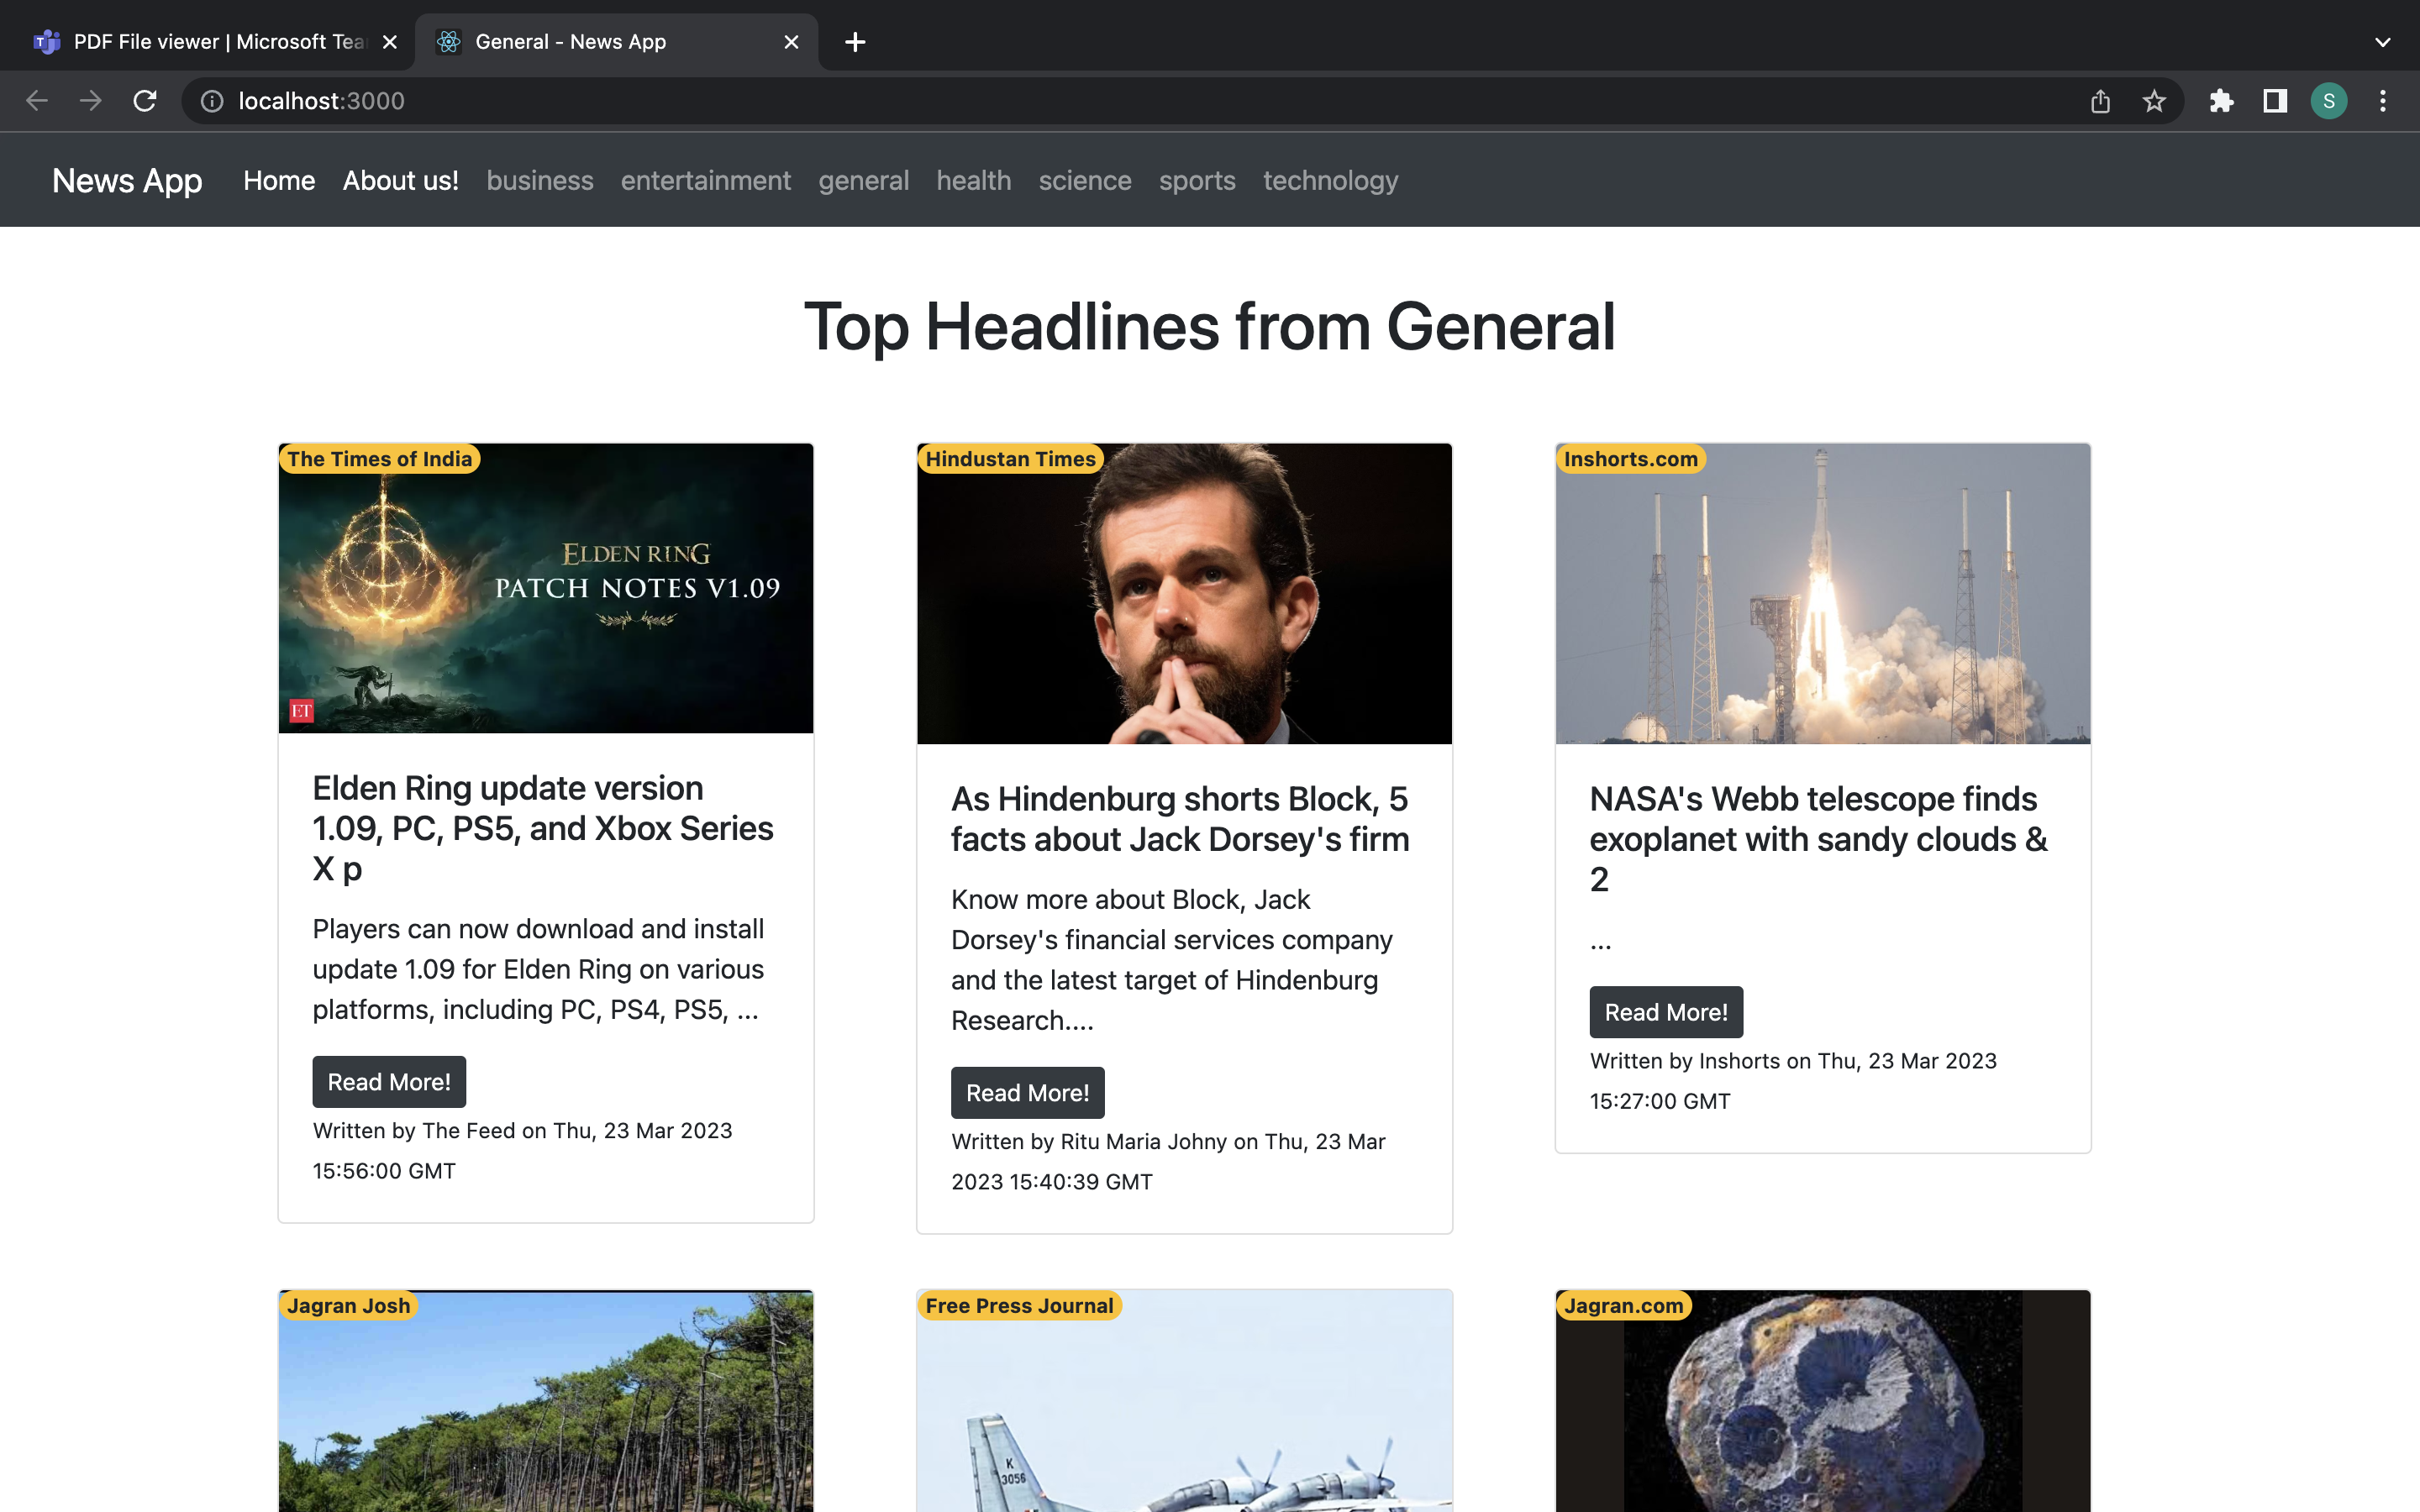 PDF File viewer | Microsoft Tea
General - News App
localhost:3000
S
News App Home About us! business entertainment general health science sports technology
Top Headlines from General
The Times of India
ELDEN RING
PATCH NOTES V1.09
ET
Elden Ring update version
1.09, PC, PS5, and Xbox Series
X p
Players can now download and install
update 1.09 for Elden Ring on various
platforms, including PC, PS4, PS5, ...
Read More!
Written by The Feed on Thu, 23 Mar 2023
15:56:00 GMT
Hindustan Times
As Hindenburg shorts Block, 5
facts about Jack Dorsey's firm
Know more about Block, Jack
Dorsey's financial services company
and the latest target of Hindenburg
Research....
Read More!
Written by Ritu Maria Johny on Thu, 23 Mar
2023 15:40:39 GMT
Inshorts.com
NASA's Webb telescope finds
exoplanet with sandy clouds &
2
...
Read More!
Written by Inshorts on Thu, 23 Mar 2023
15:27:00 GMT
Jagran Josh
Free Press Journal
K
3056
Jagran.com